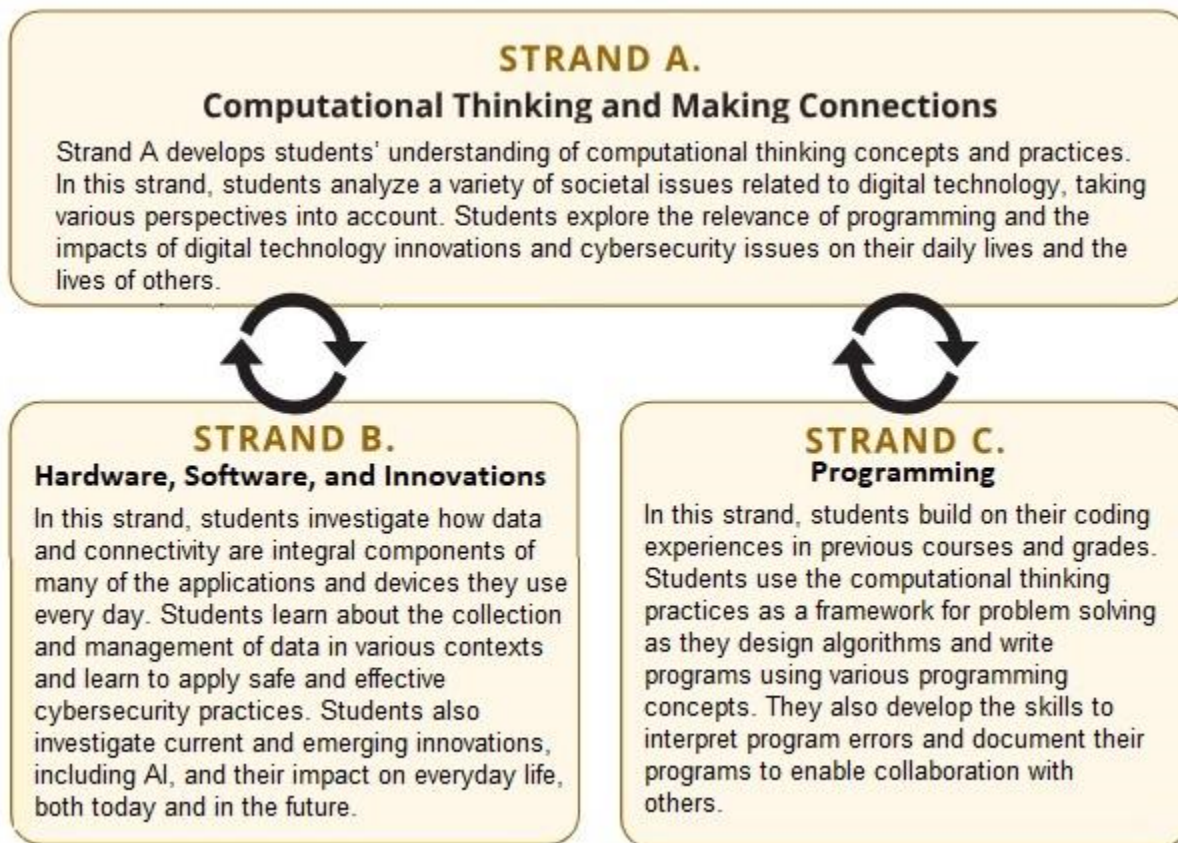 STRAND A.
Computational Thinking and Making Connections
Strand A develops students' understanding of computational thinking concepts and practices.
In this strand, students analyze a variety of societal issues related to digital technology, taking
various perspectives into account. Students explore the relevance of programming and the
impacts of digital technology innovations and cybersecurity issues on their daily lives and the
lives of others.
STRAND B.
Hardware, Software, and Innovations
In this strand, students investigate how data
and connectivity are integral components of
many of the applications and devices they use
every day. Students learn about the collection
and management of data in various contexts
and learn to apply safe and effective
cybersecurity practices. Students also
investigate current and emerging innovations,
including AI, and their impact on everyday life,
both today and in the future.
STRAND C.
Programming
In this strand, students build on their coding
experiences in previous courses and grades.
Students use the computational thinking
practices as a framework for problem solving
as they design algorithms and write
programs using various programming
concepts. They also develop the skills to
interpret program errors and document their
programs to enable collaboration with
others.